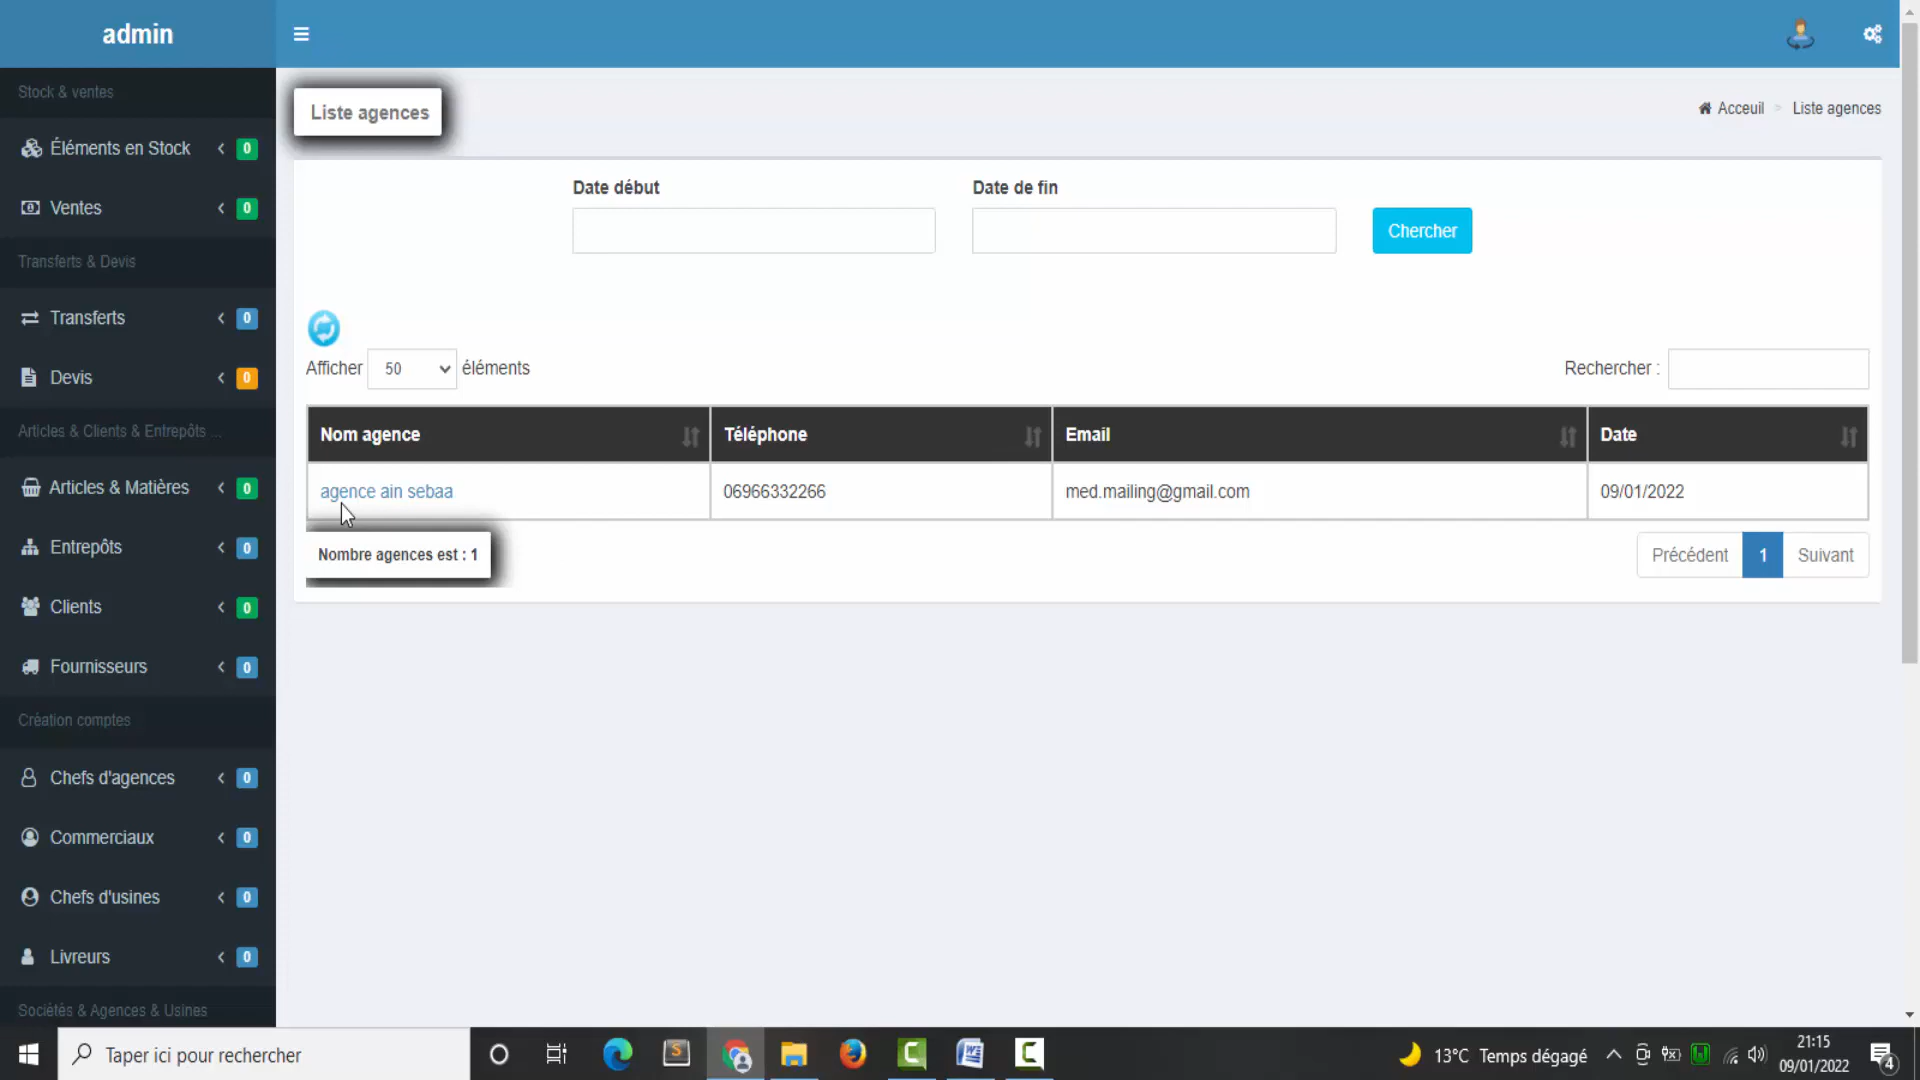 admin
Stock & ventes
Éléments en Stock 0
Ventes 0
Transferts & Devis
Transferts 0
Devis 0
Articles & Clients & Entrepôts ...
Articles & Matières 0
Entrepôts 0
Clients 0
Fournisseurs 0
Création comptes
Chefs d'agences 0
Commerciaux 0
Chefs d'usines 0
Livreurs 0
Sociétés & Agences & Usines
Liste agences
Acceuil > Liste agences
Date début
Date de fin
Chercher
Afficher 50 éléments
Rechercher :
Nom agence Téléphone Email Date
agence ain sebaa 06966332266 med.mailing@gmail.com 09/01/2022
Nombre agences est : 1
Précédent 1 Suivant
Taper ici pour rechercher
13°C Temps dégagé
21:15
09/01/2022
4